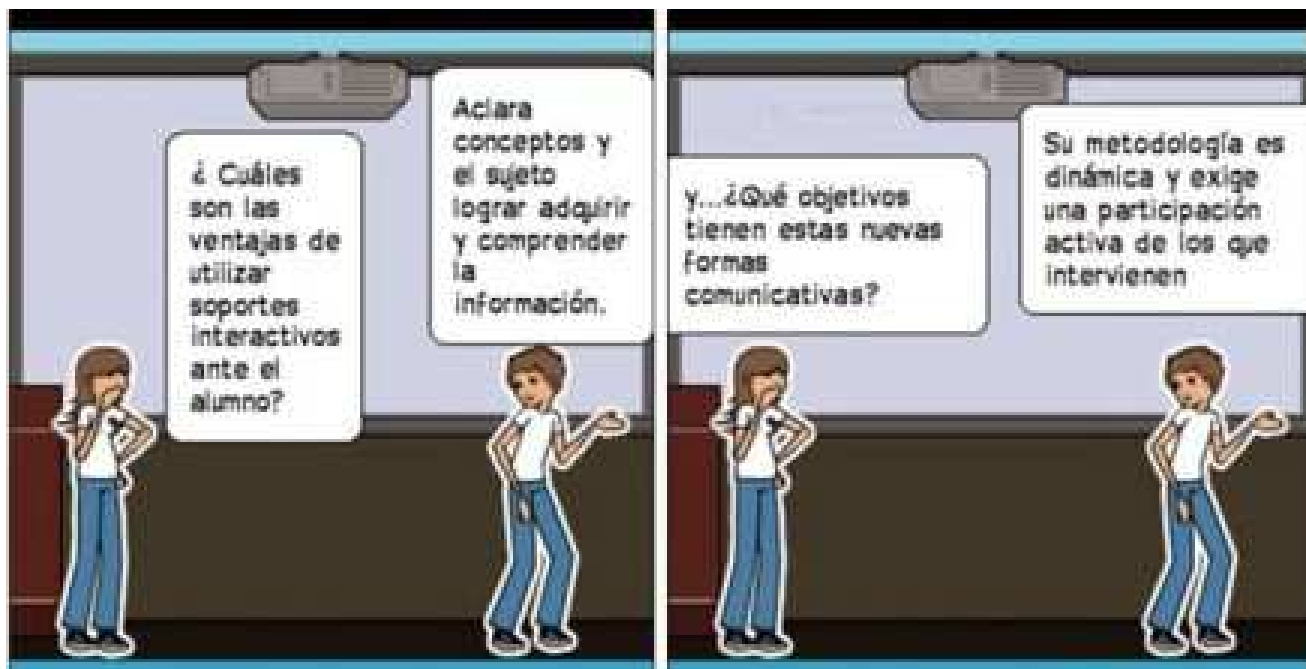 ¿ Cuáles
son las
ventajas de
utilizar
soportes
interactivos
ante el
alumno?
Aclara
conceptos y
el sujeto
lograr adquirir
y comprender
la
información.
y...¿Qué objetivos
tienen estas nuevas
formas
comunicativas?
Su metodología es
dinámica y exige
una participación
activa de los que
intervienen